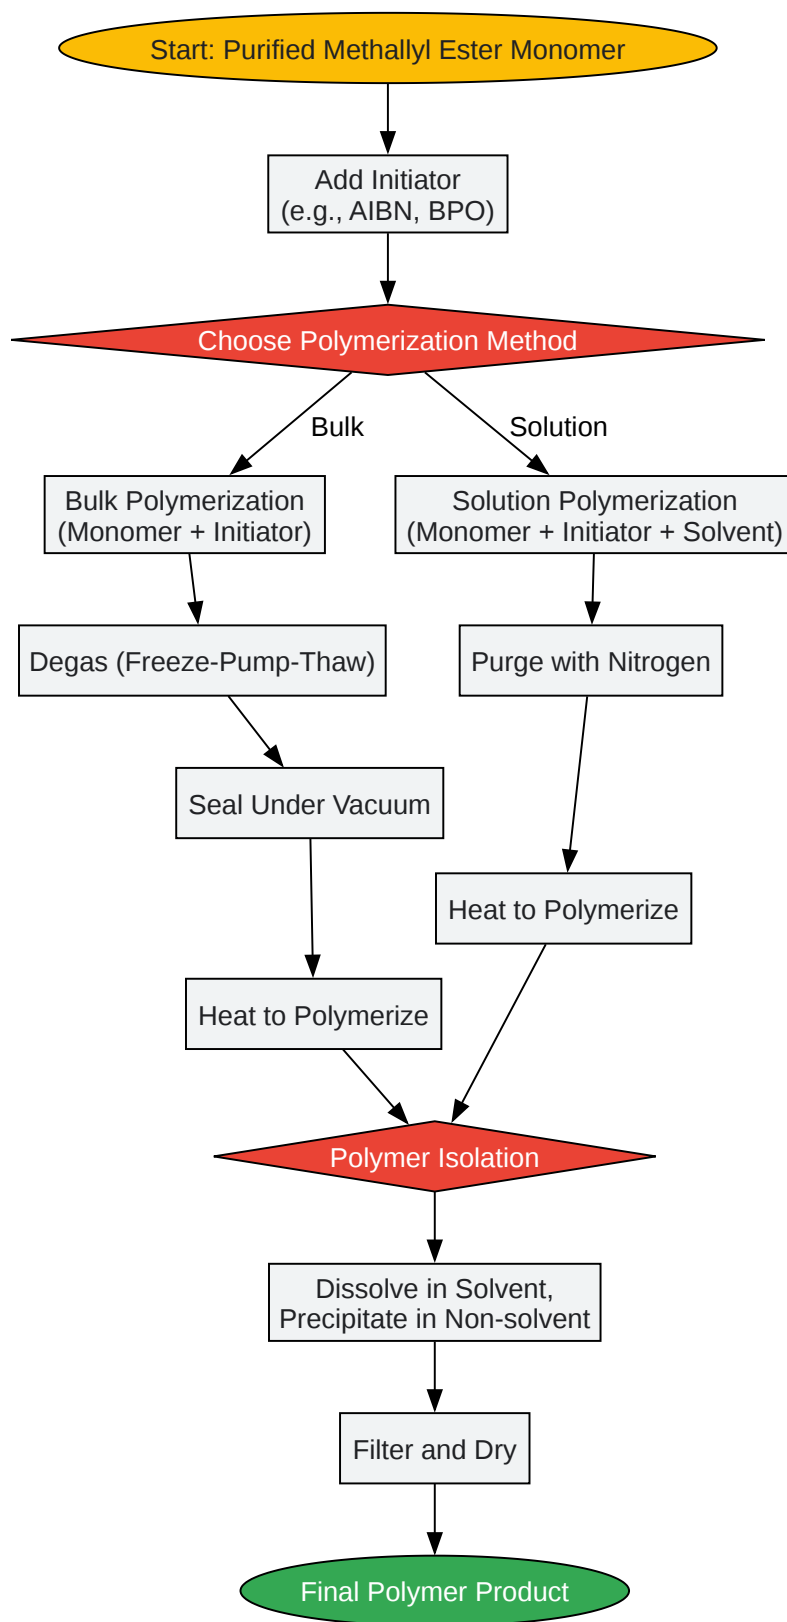 Start: Purified Methallyl Ester Monomer
Add Initiator
(e.g., AIBN, BPO)
Choose Polymerization Method
Bulk
Solution
Bulk Polymerization
(Monomer + Initiator)
Solution Polymerization
(Monomer + Initiator + Solvent)
Degas (Freeze-Pump-Thaw)
Purge with Nitrogen
Seal Under Vacuum
Heat to Polymerize
Heat to Polymerize
Polymer Isolation
Dissolve in Solvent,
Precipitate in Non-solvent
Filter and Dry
Final Polymer Product